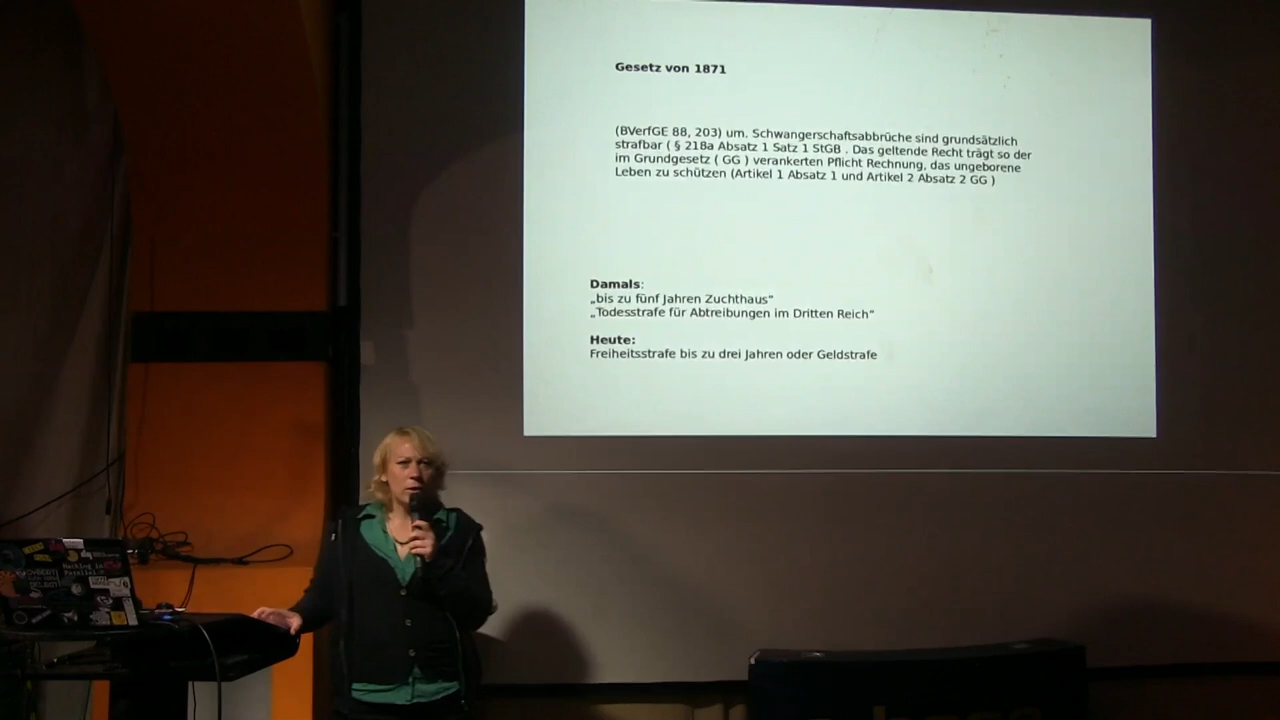 Gesetz von 1871
(BVerfGE 88, 203) um. Schwangerschaftsabbrüche sind grundsätzlich
strafbar ( § 218a Absatz 1 Satz 1 StGB . Das geltende Recht trägt so der
im Grundgesetz ( GG ) verankerten Pflicht Rechnung, das ungeborene
Leben zu schützen (Artikel 1 Absatz 1 und Artikel 2 Absatz 2 GG )
Damals:
„bis zu fünf Jahren Zuchthaus“
„Todesstrafe für Abtreibungen im Dritten Reich“
Heute:
Freiheitsstrafe bis zu drei Jahren oder Geldstrafe
Hacking in
Parallel